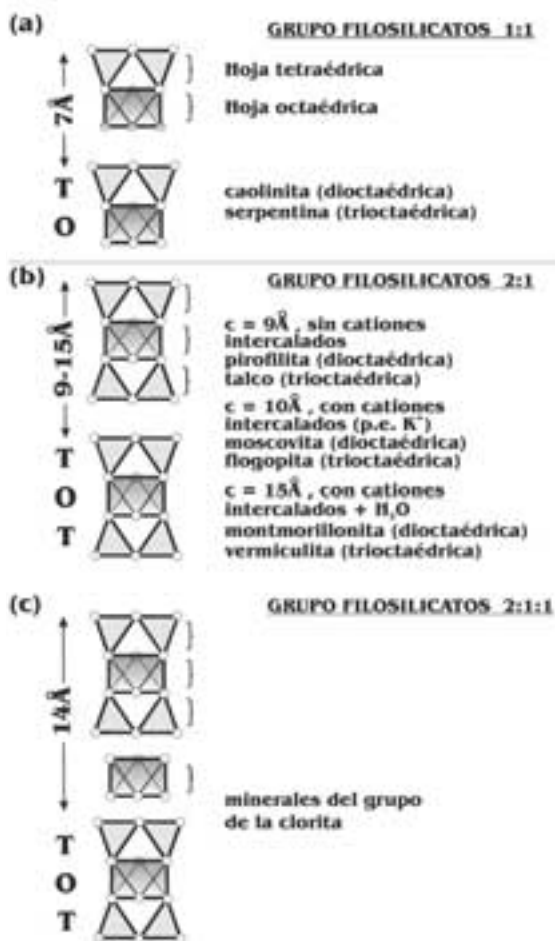 (a)
GRUPO FILOSILICATOS 1:1
Hoja tetraédrica
Hoja octaédrica
7Å
T
O
caolinita (dioctaédrica)
serpentina (trioctaédrica)
(b)
GRUPO FILOSILICATOS 2:1
9-15Å
c = 9Å , sin cationes
intercalados
pirofilita (dioctaédrica)
talco (trioctaédrica)
c = 10Å , con cationes
intercalados (p.e. K⁺)
moscovita (dioctaédrica)
flogopita (trioctaédrica)
c = 15Å , con cationes
intercalados + H₂O
montmorillonita (dioctaédrica)
vermiculita (trioctaédrica)
T
O
T
(c)
GRUPO FILOSILICATOS 2:1:1
14Å
minerales del grupo
de la clorita
T
O
T